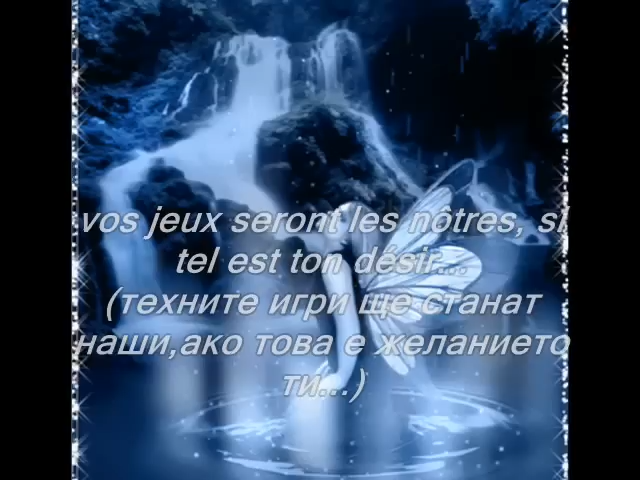 vos jeux seront les nôtres, si
tel est ton désir...
(техните игри ще станат
наши,ако това е желанието
ти...)